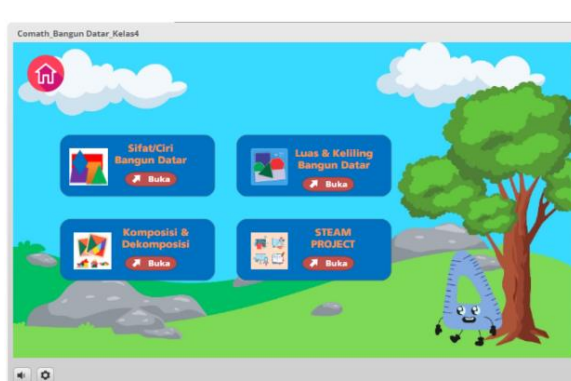 Comath_Bangun Datar_Kelas4
Sifat/Ciri
Bangun Datar
Buka
Luas & Keliling
Bangun Datar
Buka
Komposisi &
Dekomposisi
Buka
STEAM
PROJECT
Buka